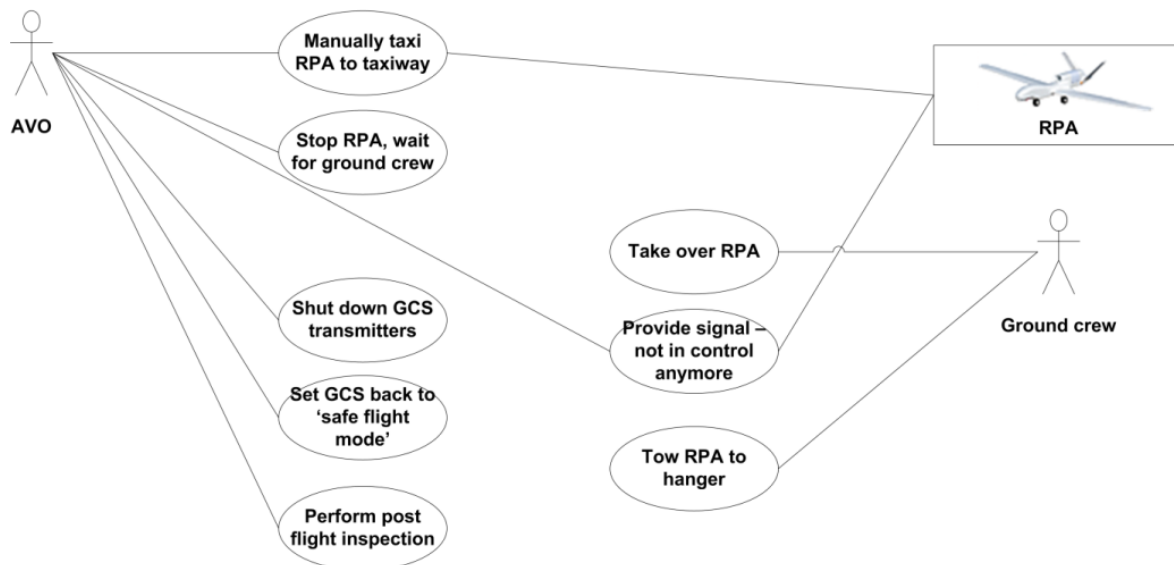 Manually taxi
RPA to taxiway
AVO
RPA
Stop RPA, wait
for ground crew
Take over RPA
Ground crew
Shut down GCS
transmitters
Provide signal –
not in control
anymore
Set GCS back to
‘safe flight
mode’
Tow RPA to
hanger
Perform post
flight inspection